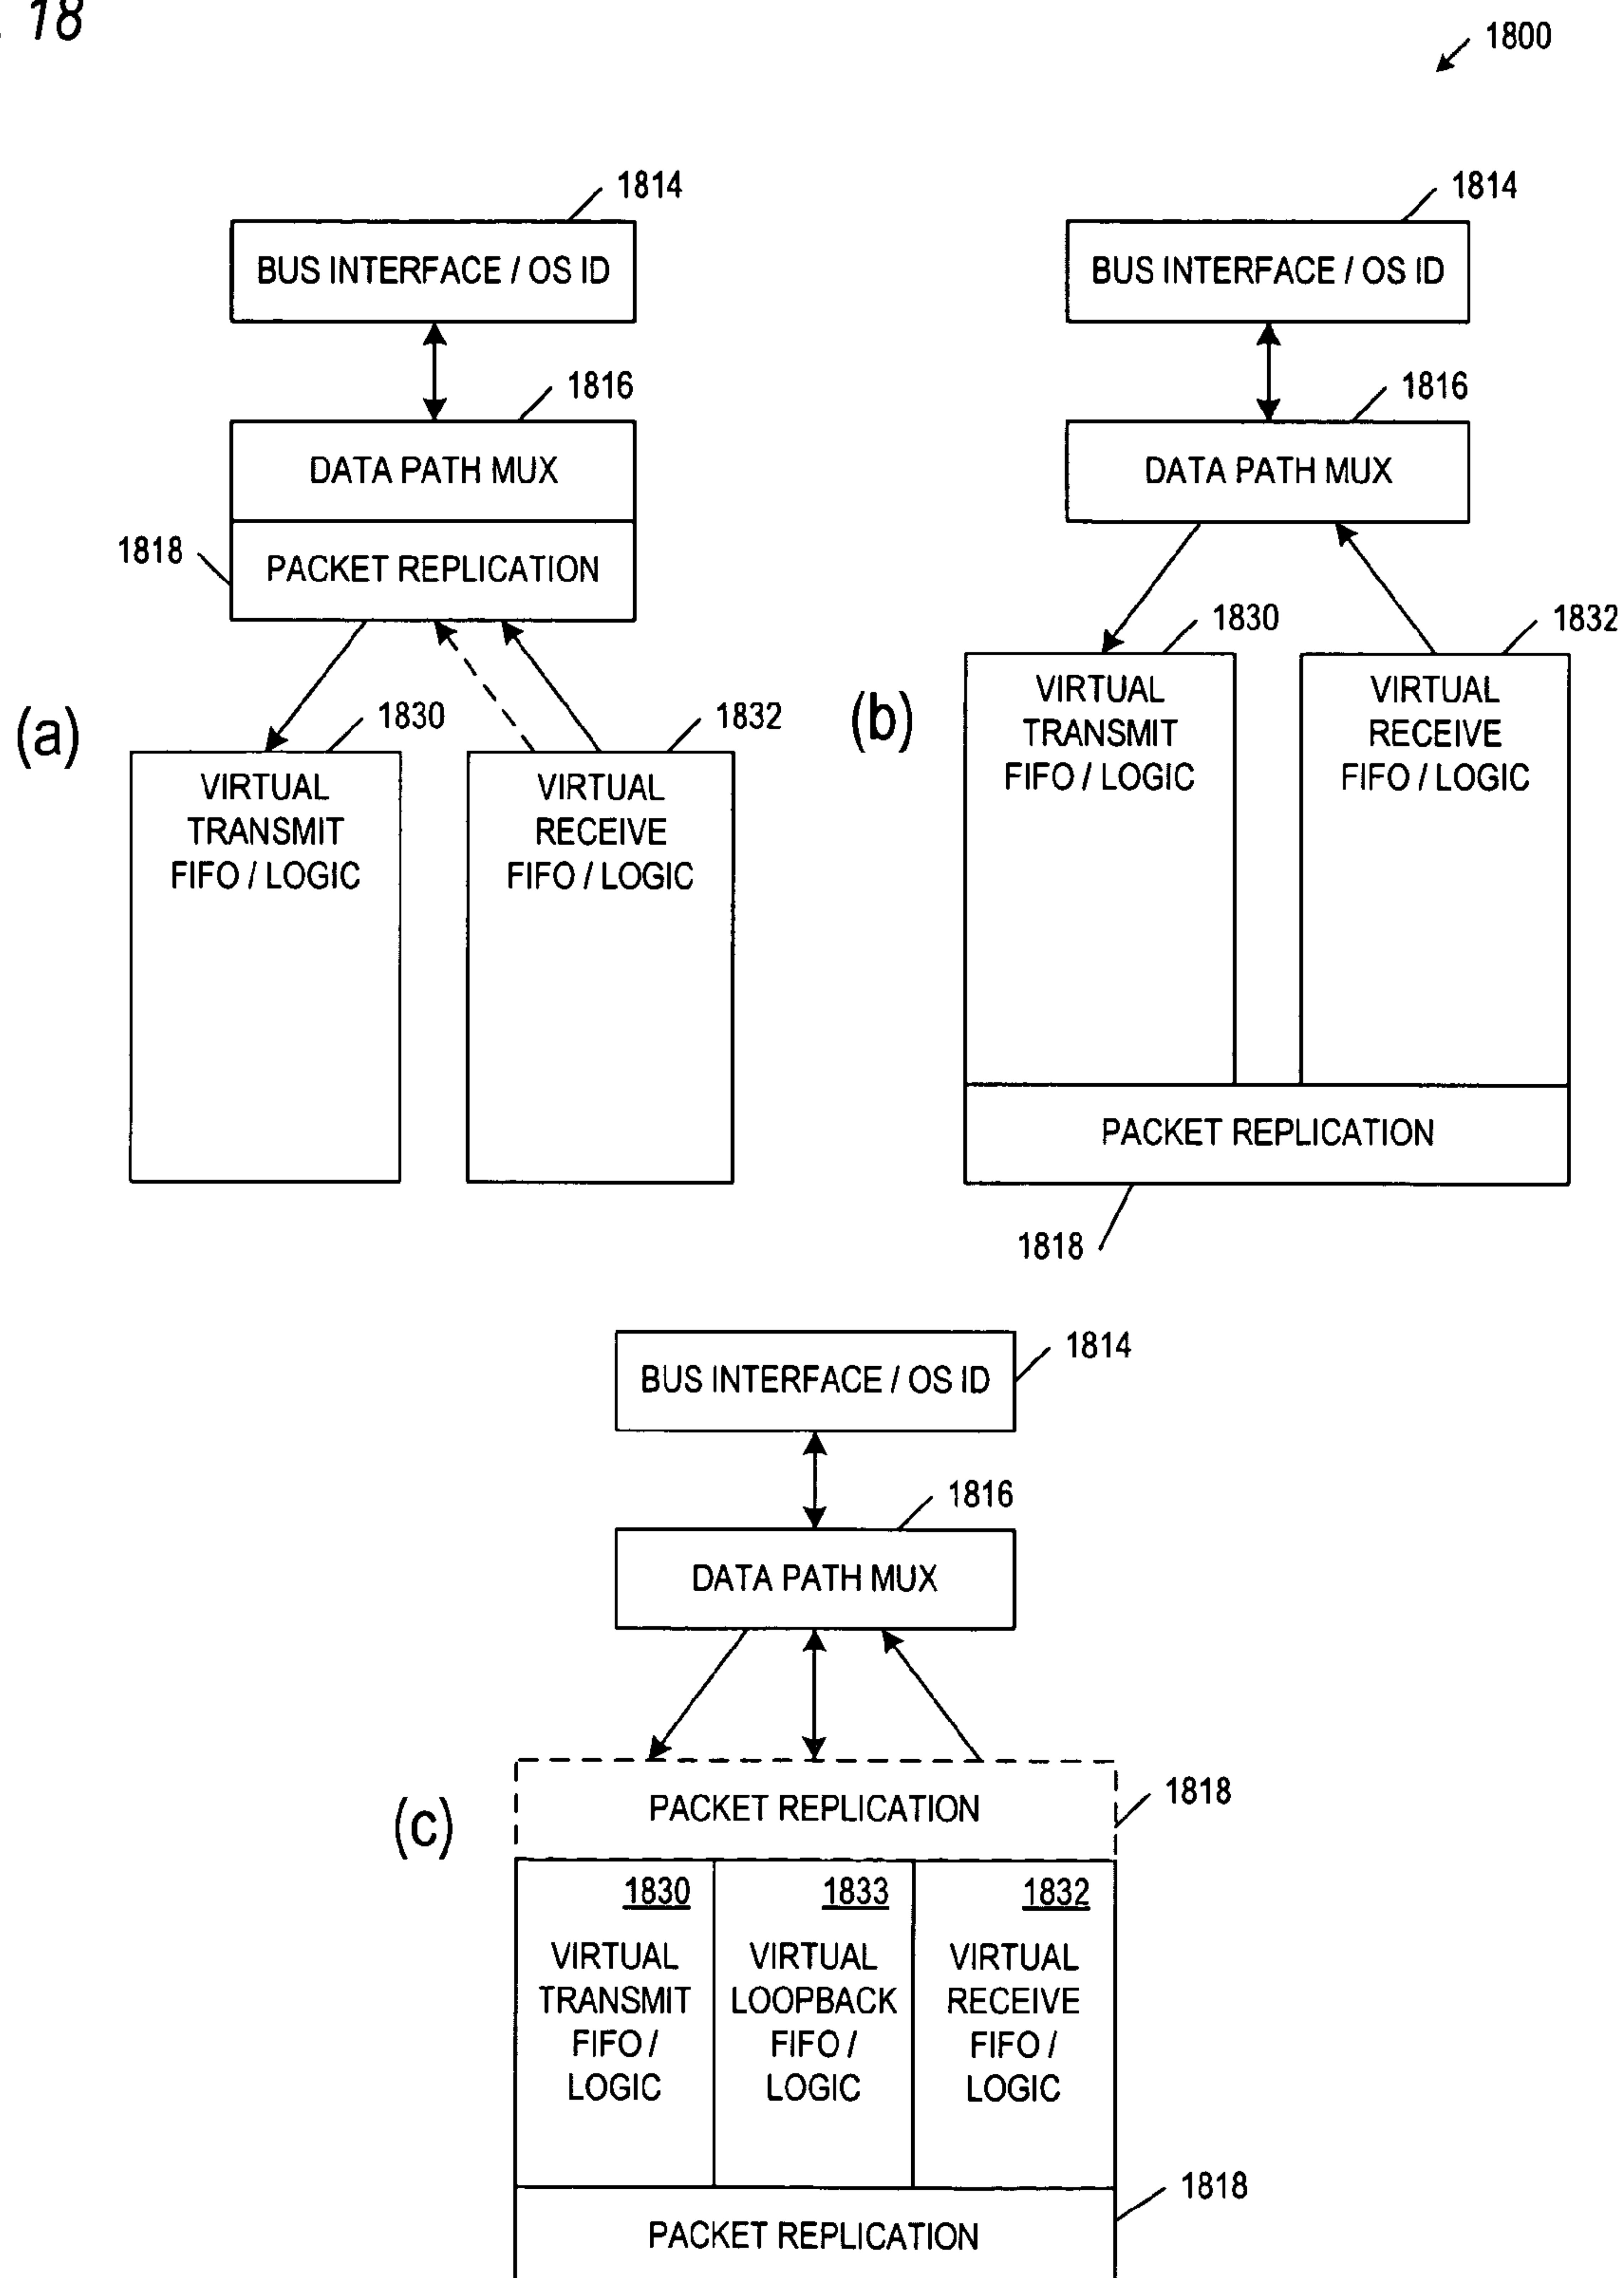 18
1800
1814
BUS INTERFACE / OS ID
1816
DATA PATH MUX
1818
PACKET REPLICATION
(a)
1830
VIRTUAL
TRANSMIT
FIFO / LOGIC
1832
VIRTUAL
RECEIVE
FIFO / LOGIC
1814
BUS INTERFACE / OS ID
1816
DATA PATH MUX
(b)
1830
VIRTUAL
TRANSMIT
FIFO / LOGIC
1832
VIRTUAL
RECEIVE
FIFO / LOGIC
PACKET REPLICATION
1818
1814
BUS INTERFACE / OS ID
1816
DATA PATH MUX
(c)
PACKET REPLICATION
1818
1830
VIRTUAL
TRANSMIT
FIFO /
LOGIC
1833
VIRTUAL
LOOPBACK
FIFO /
LOGIC
1832
VIRTUAL
RECEIVE
FIFO /
LOGIC
1818
PACKET REPLICATION